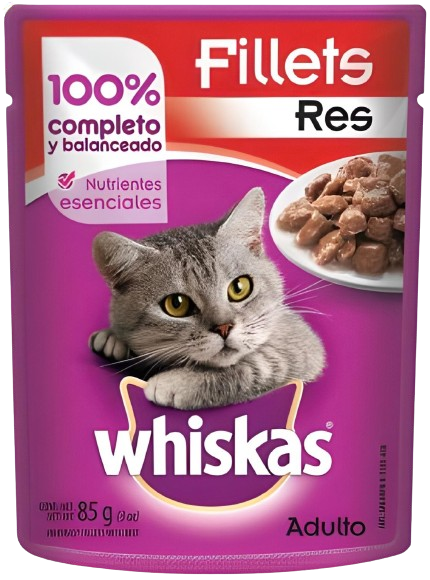 Fillets
Res
100%
completo
y balanceado
Nutrientes
esenciales
whiskas®
85 g
Adulto